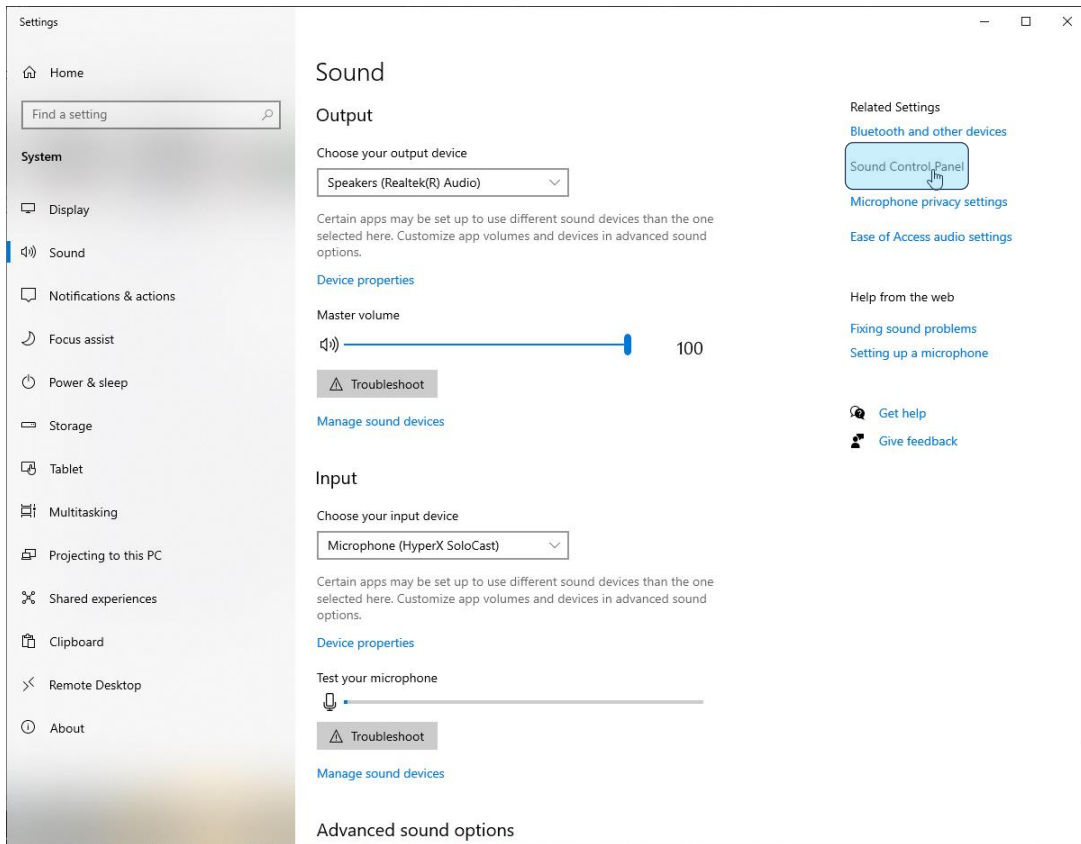 Settings
Home
Find a setting
System
Display
Sound
Notifications & actions
Focus assist
Power & sleep
Storage
Tablet
Multitasking
Projecting to this PC
Shared experiences
Clipboard
Remote Desktop
About
Sound
Output
Choose your output device
Speakers (Realtek(R) Audio)
Certain apps may be set up to use different sound devices than the one
selected here. Customize app volumes and devices in advanced sound
options.
Device properties
Master volume
100
Troubleshoot
Manage sound devices
Input
Choose your input device
Microphone (HyperX SoloCast)
Certain apps may be set up to use different sound devices than the one
selected here. Customize app volumes and devices in advanced sound
options.
Device properties
Test your microphone
Troubleshoot
Manage sound devices
Advanced sound options
Related Settings
Bluetooth and other devices
Sound Control Panel
Microphone privacy settings
Ease of Access audio settings
Help from the web
Fixing sound problems
Setting up a microphone
Get help
Give feedback